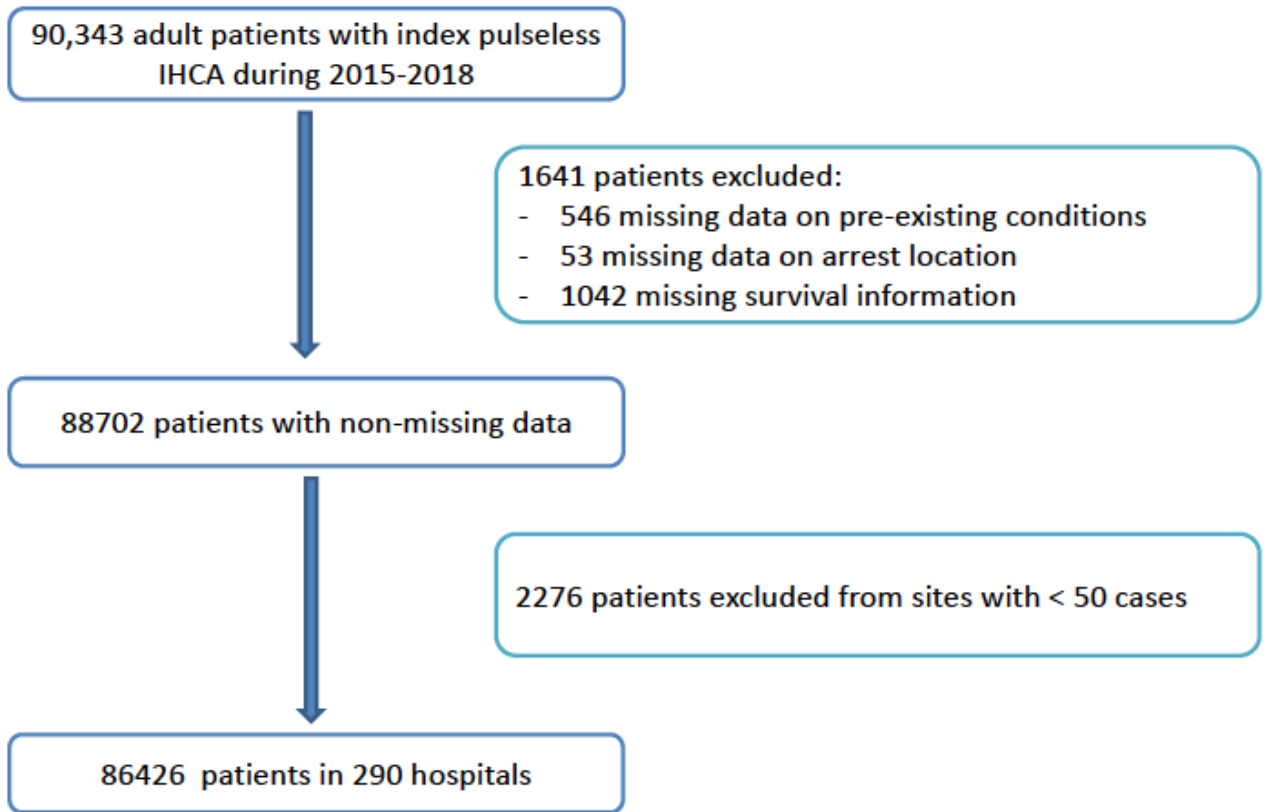 90,343 adult patients with index pulseless
IHCA during 2015-2018
1641 patients excluded:
- 546 missing data on pre-existing conditions
- 53 missing data on arrest location
- 1042 missing survival information
88702 patients with non-missing data
2276 patients excluded from sites with < 50 cases
86426 patients in 290 hospitals